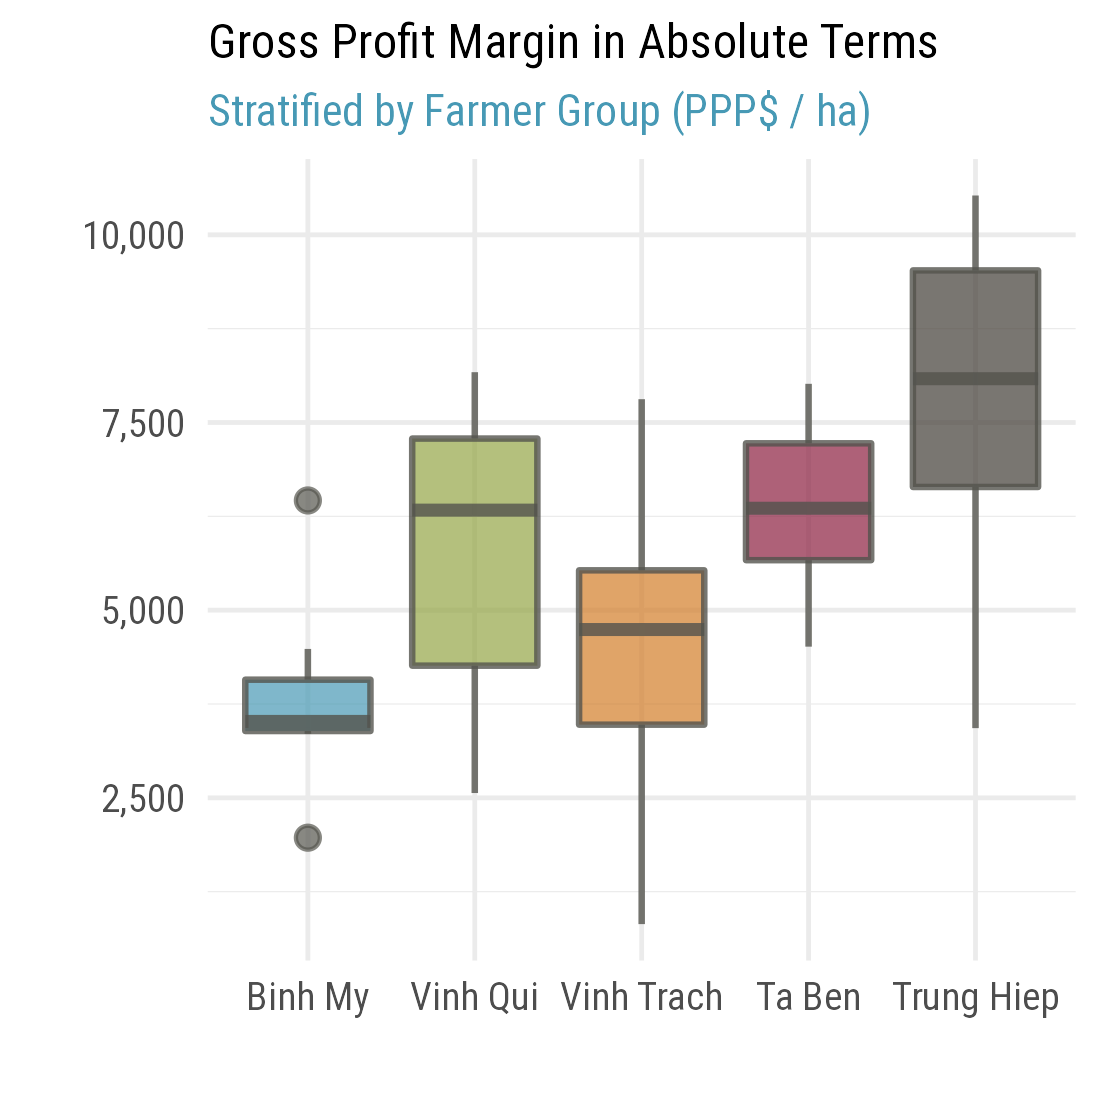 Gross Profit Margin in Absolute Terms
Stratified by Farmer Group (PPP$ / ha)
10,000
7,500
5,000
2,500
Binh My Vinh Qui Vinh Trach Ta Ben Trung Hiep